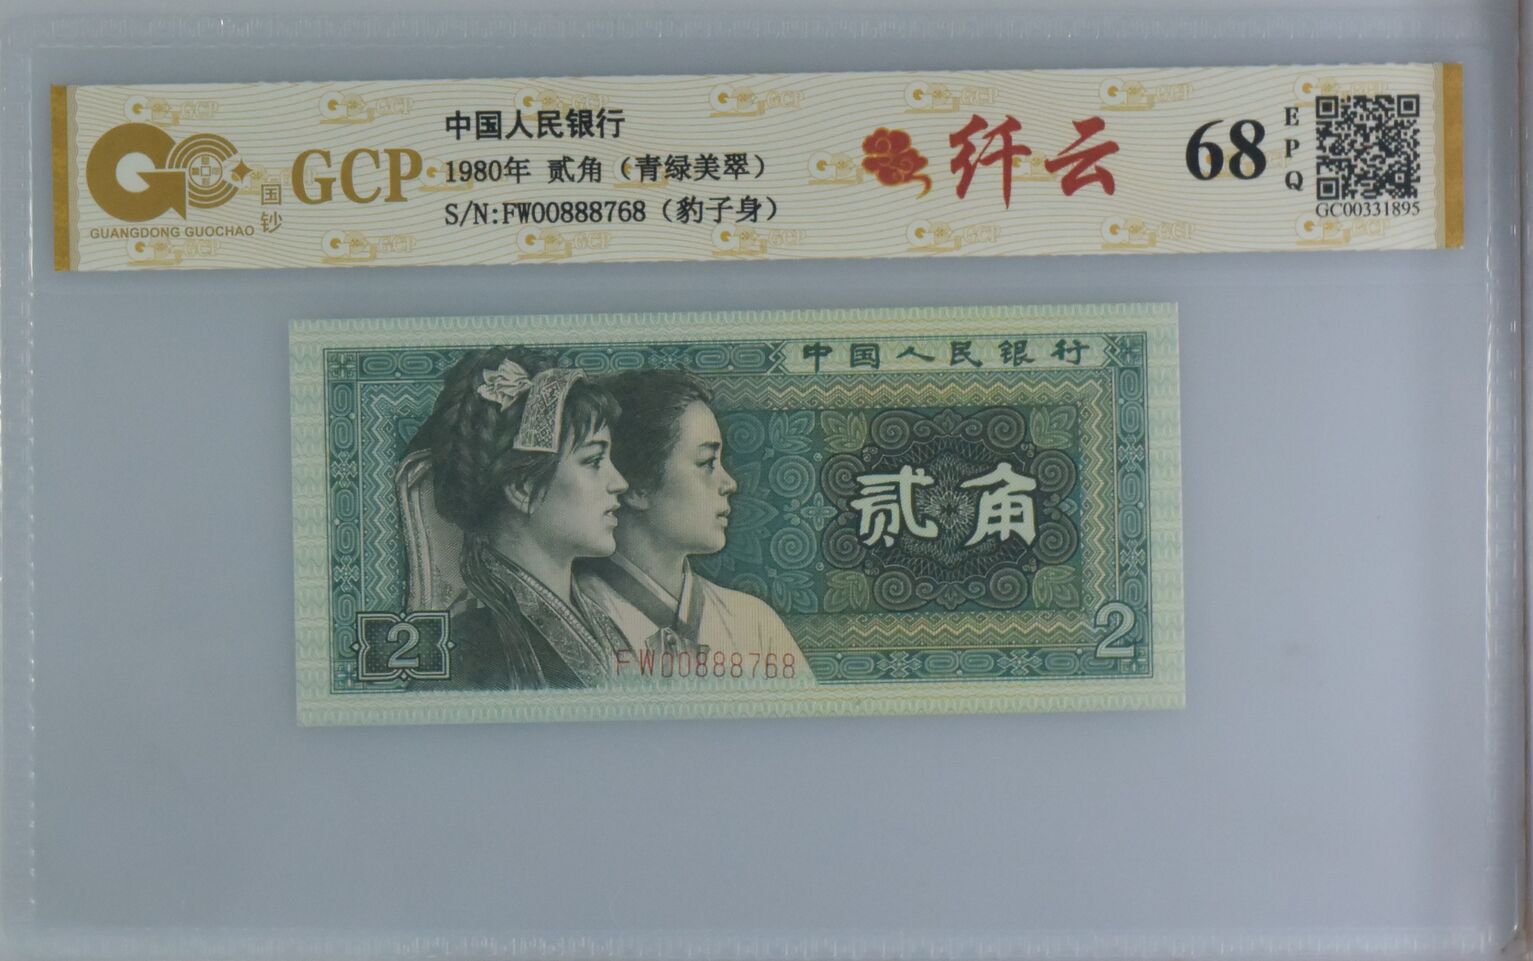 GCP
国钞
GUANGDONG GUOCHAO
中国人民银行
1980年 贰角（青绿美翠）
S/N:FW00888768（豹子身）
纤云
68
EPQ
GC00331895
中国人民银行
贰角
2
2
FW00888768